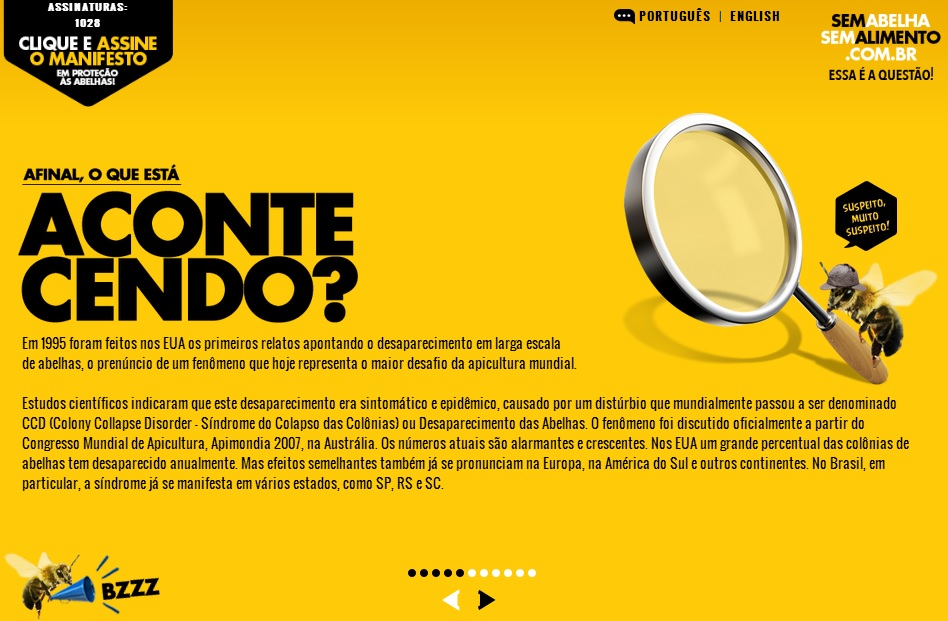 ASSINATURAS:
1028
CLIQUE E ASSINE
O MANIFESTO
EM PROTEÇÃO
ÀS ABELHAS!
PORTUGUÊS | ENGLISH
SEMABELHA
SEMALIMENTO
.COM.BR
ESSA É A QUESTÃO!
AFINAL, O QUE ESTÁ
ACONTE
CENDO?
SUSPEITO,
MUITO
SUSPEITO!
Em 1995 foram feitos nos EUA os primeiros relatos apontando o desaparecimento em larga escala
de abelhas, o prenúncio de um fenômeno que hoje representa o maior desafio da apicultura mundial.
Estudos científicos indicaram que este desaparecimento era sintomático e epidêmico, causado por um distúrbio que mundialmente passou a ser denominado
CCD (Colony Collapse Disorder - Síndrome do Colapso das Colônias) ou Desaparecimento das Abelhas. O fenômeno foi discutido oficialmente a partir do
Congresso Mundial de Apicultura, Apimondia 2007, na Austrália. Os números atuais são alarmantes e crescentes. Nos EUA um grande percentual das colônias de
abelhas tem desaparecido anualmente. Mas efeitos semelhantes também já se pronunciam na Europa, na América do Sul e outros continentes. No Brasil, em
particular, a síndrome já se manifesta em vários estados, como SP, RS e SC.
BZZZ